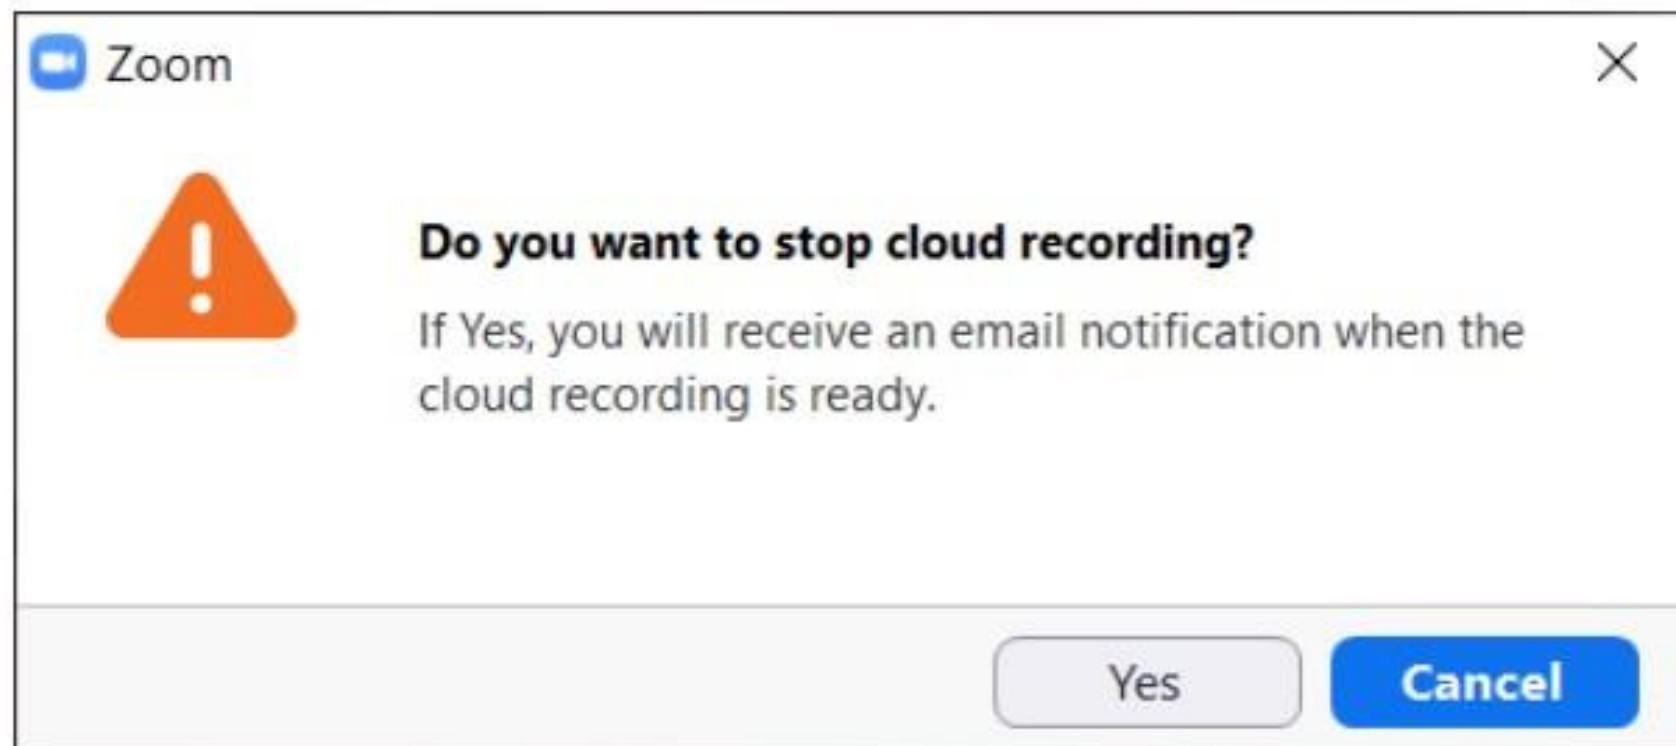 Zoom
Do you want to stop cloud recording?
If Yes, you will receive an email notification when the
cloud recording is ready.
Yes
Cancel